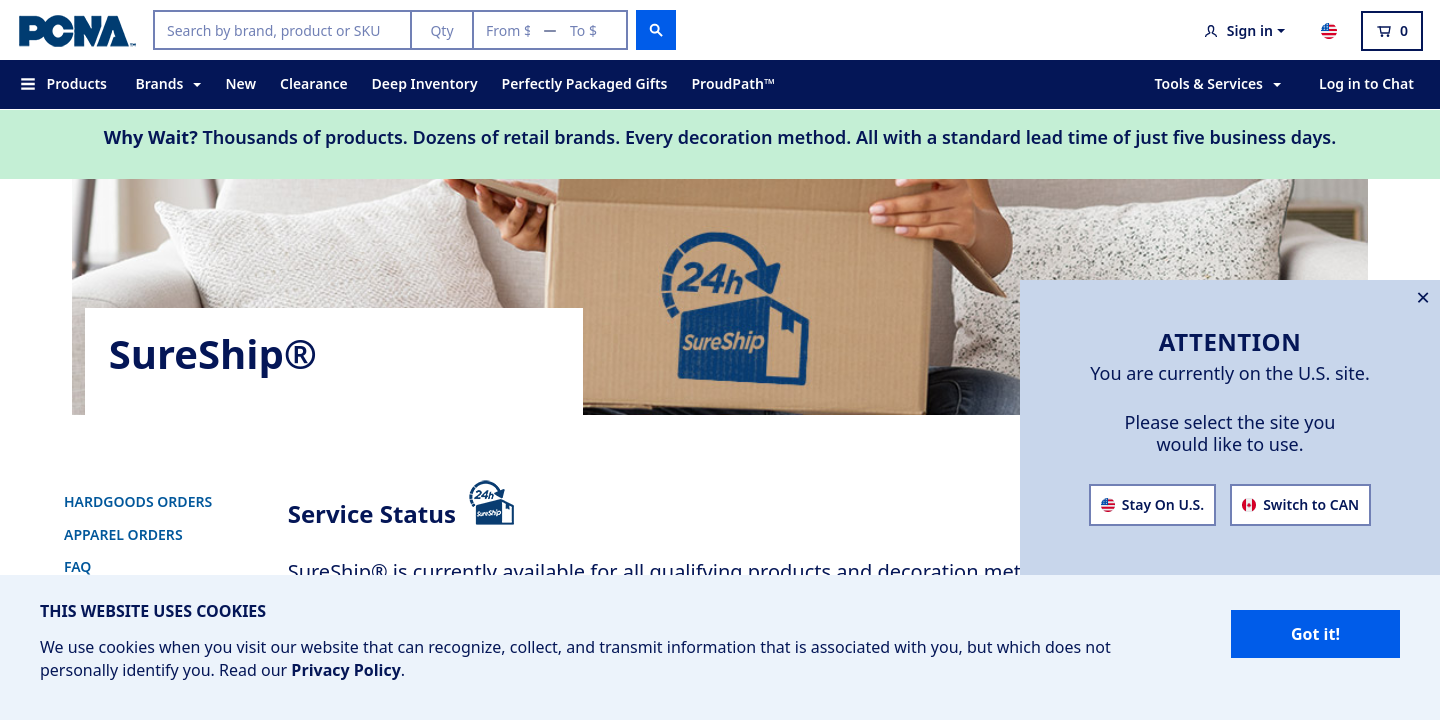 PCNA™
Search by brand, product or SKU
Qty
From $ — To $
Sign in
0
Products
Brands
New
Clearance
Deep Inventory
Perfectly Packaged Gifts
ProudPath™
Tools & Services
Log in to Chat
Why Wait? Thousands of products. Dozens of retail brands. Every decoration method. All with a standard lead time of just five business days.
24h
SureShip
SureShip®
ATTENTION
You are currently on the U.S. site.
Please select the site you
would like to use.
Stay On U.S.
Switch to CAN
HARDGOODS ORDERS
APPAREL ORDERS
FAQ
Service Status
24h
SureShip
SureShip® is currently available for all qualifying products and decoration met
THIS WEBSITE USES COOKIES
We use cookies when you visit our website that can recognize, collect, and transmit information that is associated with you, but which does not
personally identify you. Read our Privacy Policy.
Got it!